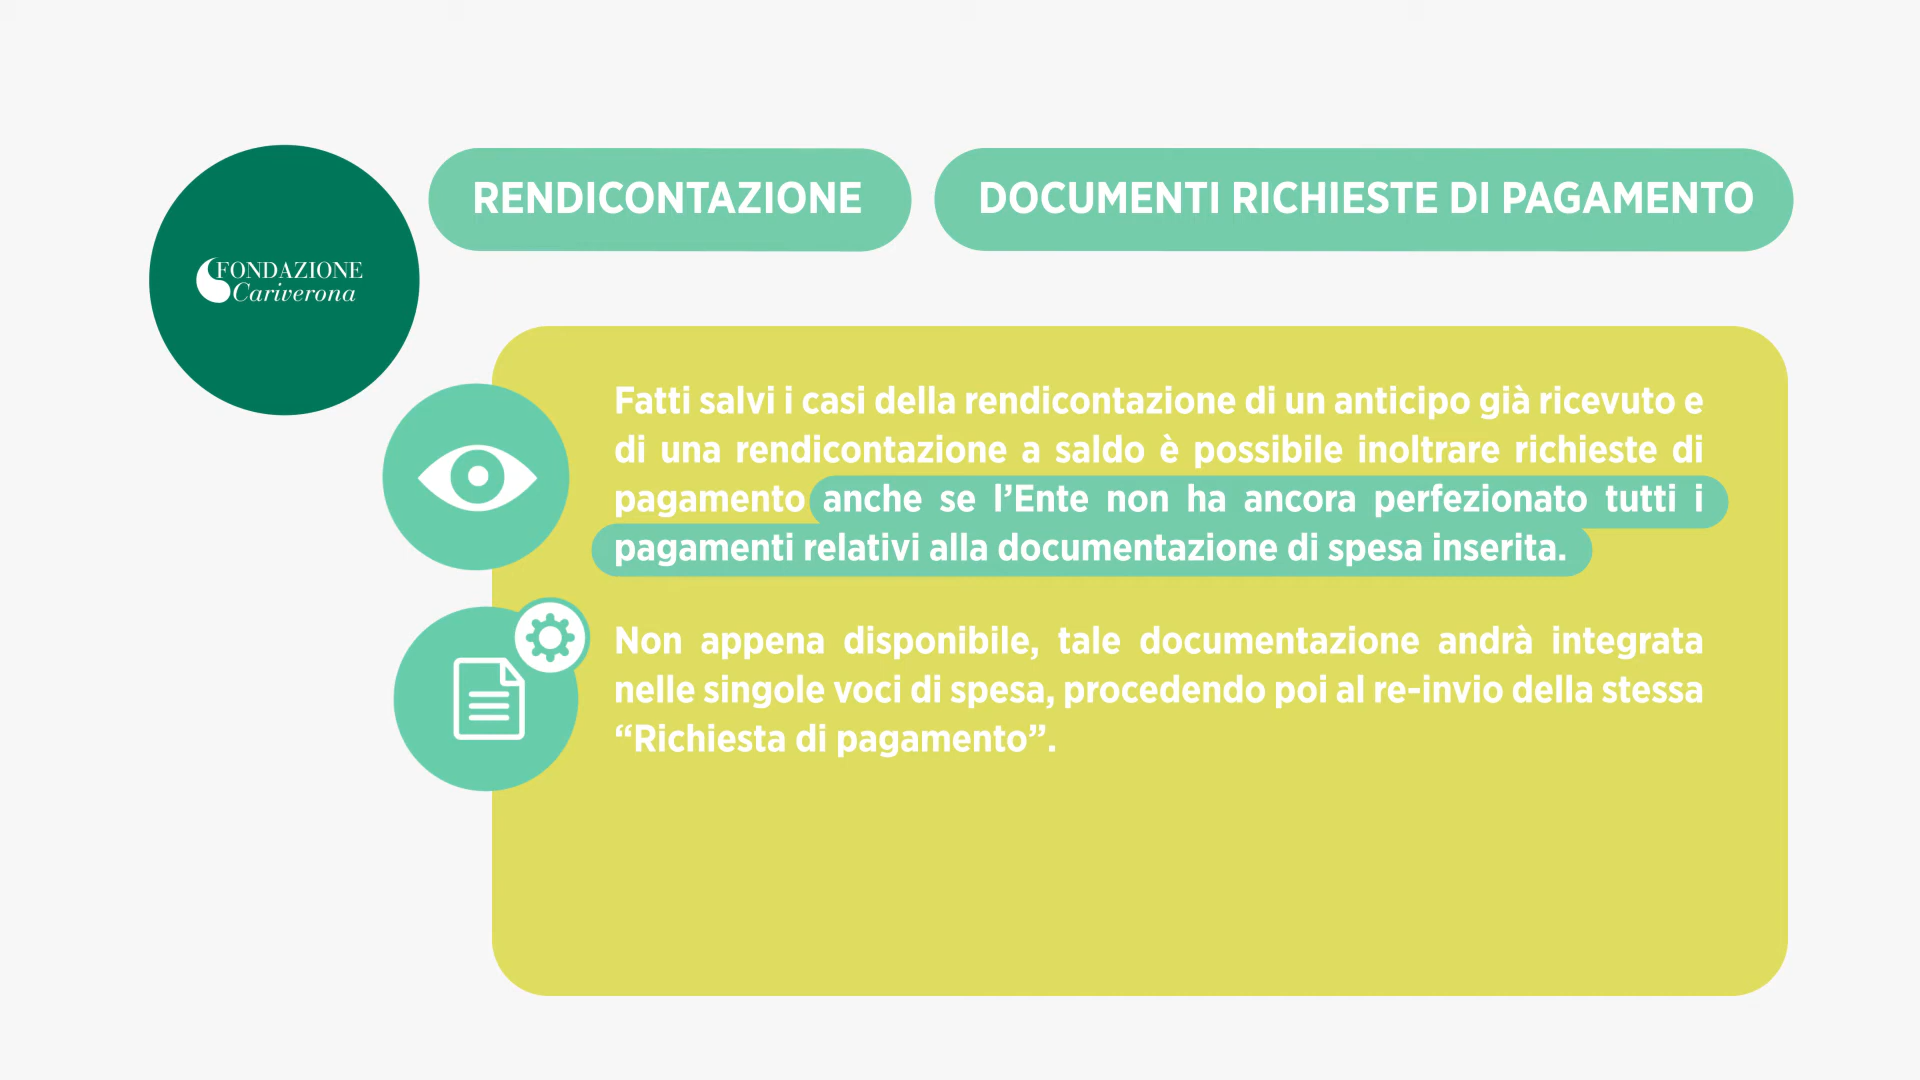 FONDAZIONE
Cariverona
RENDICONTAZIONE
DOCUMENTI RICHIESTE DI PAGAMENTO
Fatti salvi i casi della rendicontazione di un anticipo già ricevuto e
di una rendicontazione a saldo è possibile inoltrare richieste di
pagamento anche se l’Ente non ha ancora perfezionato tutti i
pagamenti relativi alla documentazione di spesa inserita.
Non appena disponibile, tale documentazione andrà integrata
nelle singole voci di spesa, procedendo poi al re-invio della stessa
“Richiesta di pagamento”.